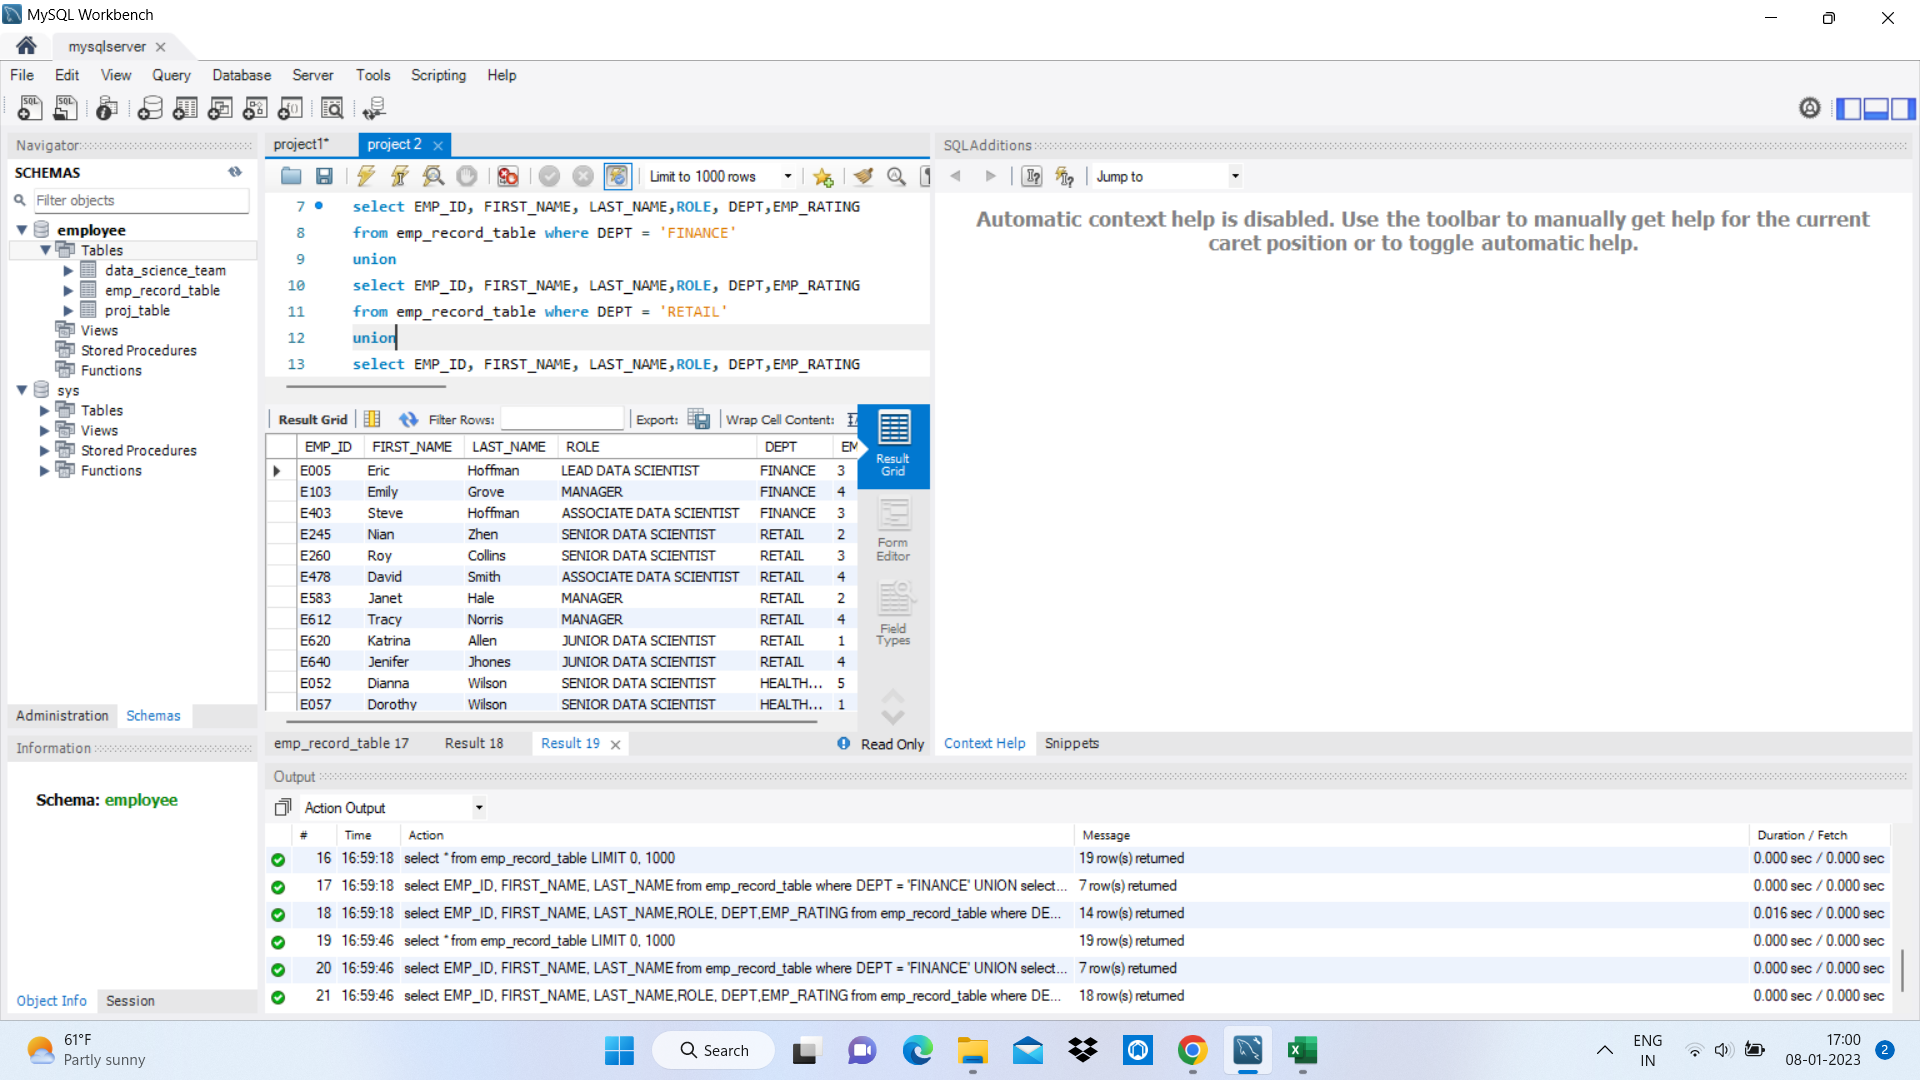 MySQL Workbench
mysqlserver
File Edit View Query Database Server Tools Scripting Help
Navigator
SCHEMAS
Filter objects
employee
Tables
data_science_team
emp_record_table
proj_table
Views
Stored Procedures
Functions
sys
Tables
Views
Stored Procedures
Functions
Administration Schemas
Information
Schema: employee
Object Info Session
project1* project 2
Limit to 1000 rows
7 select EMP_ID, FIRST_NAME, LAST_NAME,ROLE, DEPT,EMP_RATING
8 from emp_record_table where DEPT = 'FINANCE'
9 union
10 select EMP_ID, FIRST_NAME, LAST_NAME,ROLE, DEPT,EMP_RATING
11 from emp_record_table where DEPT = 'RETAIL'
12 union
13 select EMP_ID, FIRST_NAME, LAST_NAME,ROLE, DEPT,EMP_RATING
Result Grid Filter Rows: Export: Wrap Cell Content:
EMP_ID FIRST_NAME LAST_NAME ROLE DEPT EM
E005 Eric Hoffman LEAD DATA SCIENTIST FINANCE 3
E103 Emily Grove MANAGER FINANCE 4
E403 Steve Hoffman ASSOCIATE DATA SCIENTIST FINANCE 3
E245 Nian Zhen SENIOR DATA SCIENTIST RETAIL 2
E260 Roy Collins SENIOR DATA SCIENTIST RETAIL 3
E478 David Smith ASSOCIATE DATA SCIENTIST RETAIL 4
E583 Janet Hale MANAGER RETAIL 2
E612 Tracy Norris MANAGER RETAIL 4
E620 Katrina Allen JUNIOR DATA SCIENTIST RETAIL 1
E640 Jenifer Jhones JUNIOR DATA SCIENTIST RETAIL 4
E052 Dianna Wilson SENIOR DATA SCIENTIST HEALTH... 5
E057 Dorothy Wilson SENIOR DATA SCIENTIST HEALTH... 1
Result
Grid
Form
Editor
Field
Types
emp_record_table 17 Result 18 Result 19 Read Only
SQLAdditions
Jump to
Automatic context help is disabled. Use the toolbar to manually get help for the current
caret position or to toggle automatic help.
Context Help Snippets
Output
Action Output
# Time Action Message Duration / Fetch
16 16:59:18 select * from emp_record_table LIMIT 0, 1000 19 row(s) returned 0.000 sec / 0.000 sec
17 16:59:18 select EMP_ID, FIRST_NAME, LAST_NAME from emp_record_table where DEPT = 'FINANCE' UNION select... 7 row(s) returned 0.000 sec / 0.000 sec
18 16:59:18 select EMP_ID, FIRST_NAME, LAST_NAME,ROLE, DEPT,EMP_RATING from emp_record_table where DE... 14 row(s) returned 0.016 sec / 0.000 sec
19 16:59:46 select * from emp_record_table LIMIT 0, 1000 19 row(s) returned 0.000 sec / 0.000 sec
20 16:59:46 select EMP_ID, FIRST_NAME, LAST_NAME from emp_record_table where DEPT = 'FINANCE' UNION select... 7 row(s) returned 0.000 sec / 0.000 sec
21 16:59:46 select EMP_ID, FIRST_NAME, LAST_NAME,ROLE, DEPT,EMP_RATING from emp_record_table where DE... 18 row(s) returned 0.000 sec / 0.000 sec
61°F
Partly sunny
Search
ENG
IN
17:00
08-01-2023
2